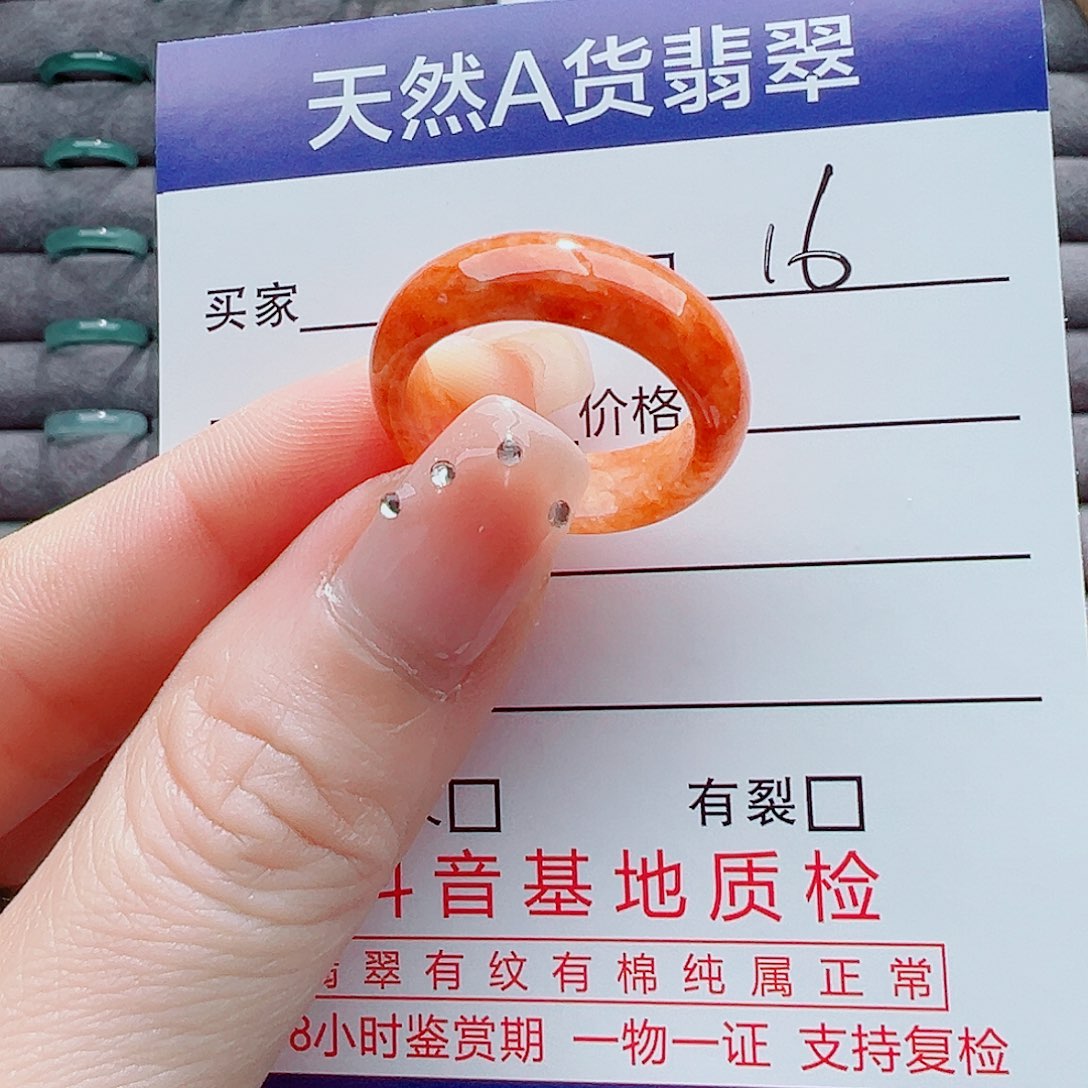 天然A货翡翠
买家 16
价格
有裂
音基地质检
翠有纹有棉纯属正常
8小时鉴赏期 一物一证 支持复检